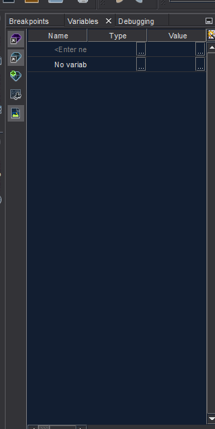 Breakpoints Variables Debugging
Name Type Value
<Enter ne ... ...
No variab ... ...